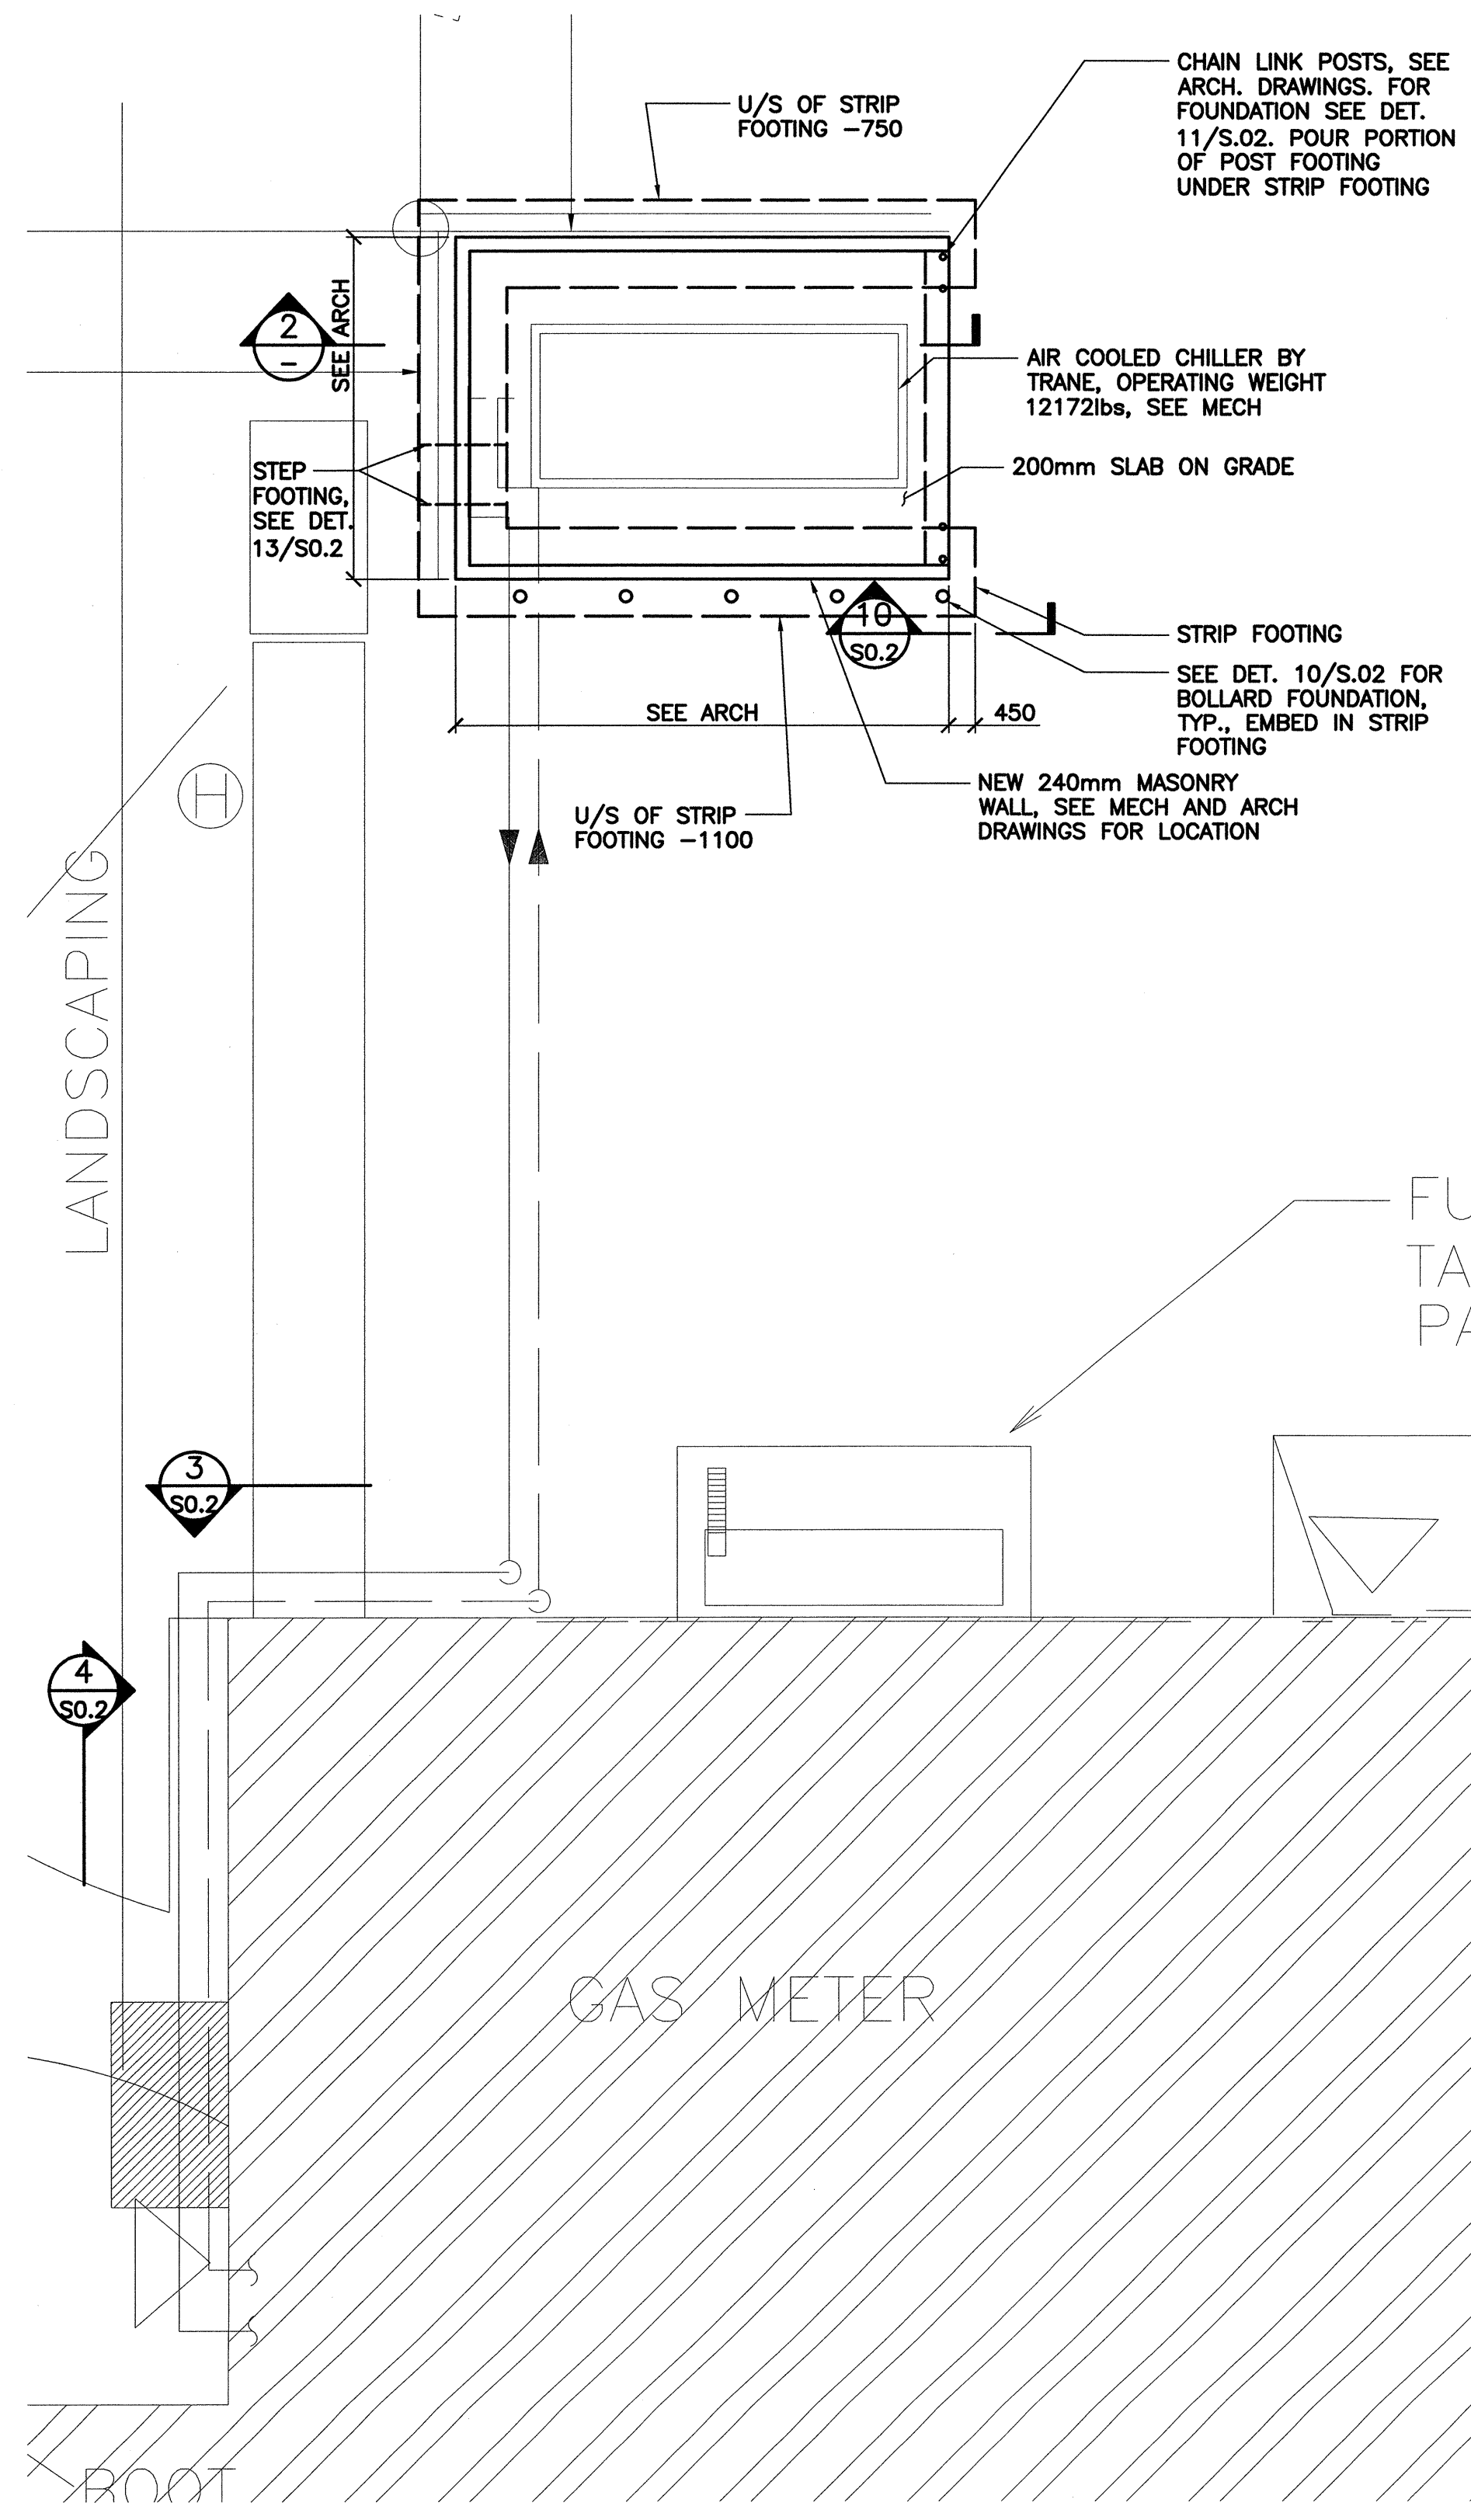 CHAIN LINK POSTS, SEE
ARCH. DRAWINGS. FOR
FOUNDATION SEE DET.
11/S.02. POUR PORTION
OF POST FOOTING
UNDER STRIP FOOTING
U/S OF STRIP
FOOTING -750
SEE ARCH
2
-
AIR COOLED CHILLER BY
TRANE, OPERATING WEIGHT
12172lbs, SEE MECH
200mm SLAB ON GRADE
STEP
FOOTING,
SEE DET.
13/S0.2
10
S0.2
STRIP FOOTING
SEE DET. 10/S.02 FOR
BOLLARD FOUNDATION,
TYP., EMBED IN STRIP
FOOTING
SEE ARCH
450
NEW 240mm MASONRY
WALL, SEE MECH AND ARCH
DRAWINGS FOR LOCATION
U/S OF STRIP
FOOTING -1100
H
LANDSCAPING
FU
TA
PA
3
S0.2
4
S0.2
GAS METER